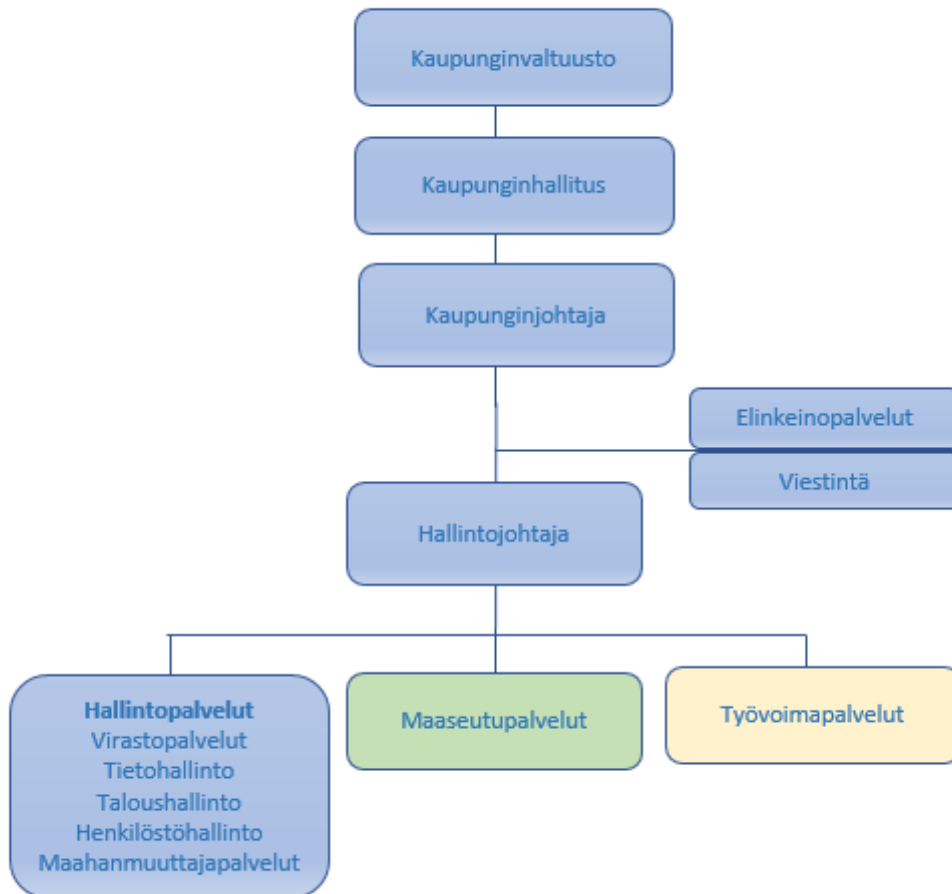 Kaupunginvaltuusto
Kaupunginhallitus
Kaupunginjohtaja
Elinkeinopalvelut
Viestintä
Hallintojohtaja
Hallintopalvelut
Virastopalvelut
Tietohallinto
Taloushallinto
Henkilöstöhallinto
Maahanmuuttajapalvelut
Maaseutupalvelut
Työvoimapalvelut